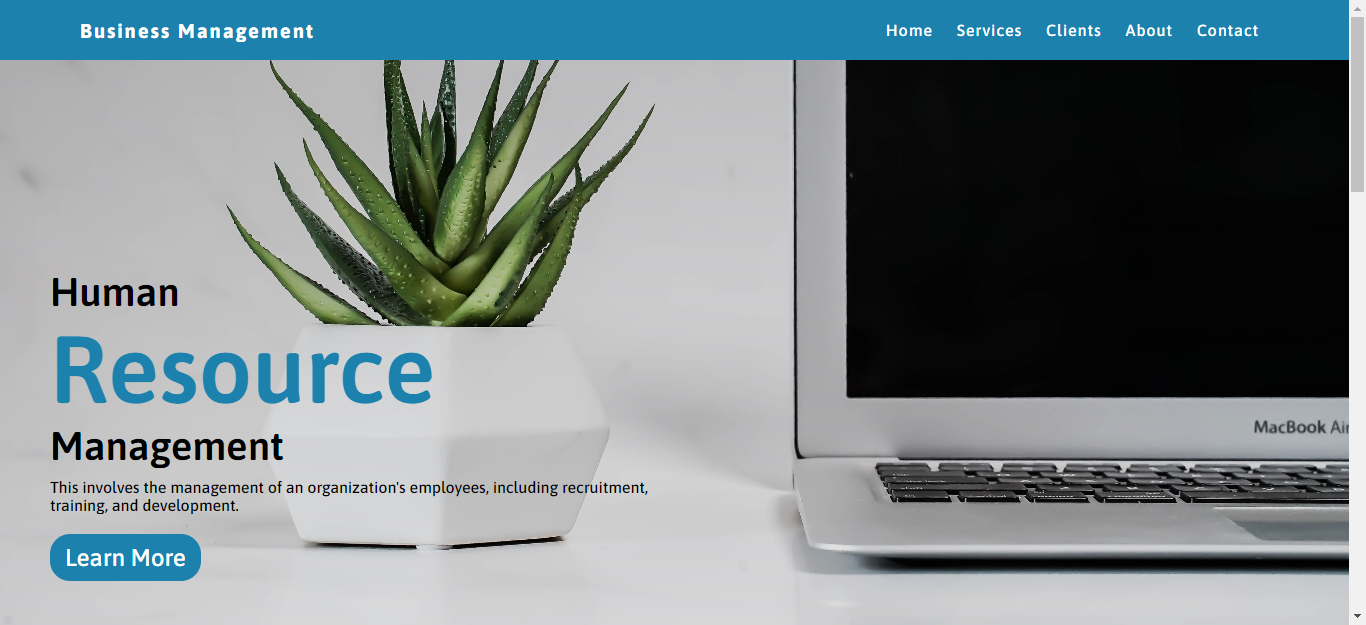 Business Management
Home Services Clients About Contact
Human
Resource
Management
This involves the management of an organization's employees, including recruitment,
training, and development.
Learn More
MacBook Air